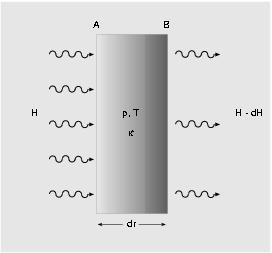 A B
H p, T H - dH
κ
dr